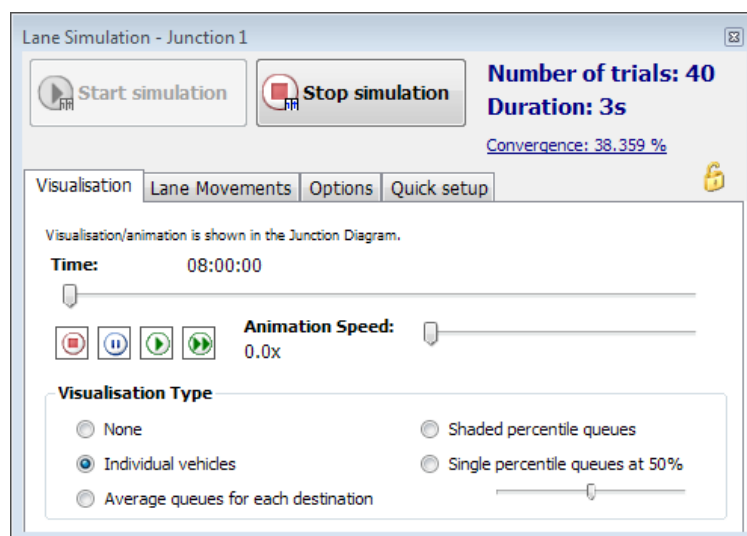 Lane Simulation - Junction 1
Start simulation
Stop simulation
Number of trials: 40
Duration: 3s
Convergence: 38.359 %
Visualisation Lane Movements Options Quick setup
Visualisation/animation is shown in the Junction Diagram.
Time: 08:00:00
Animation Speed:
0.0x
Visualisation Type
None
Shaded percentile queues
Individual vehicles
Single percentile queues at 50%
Average queues for each destination